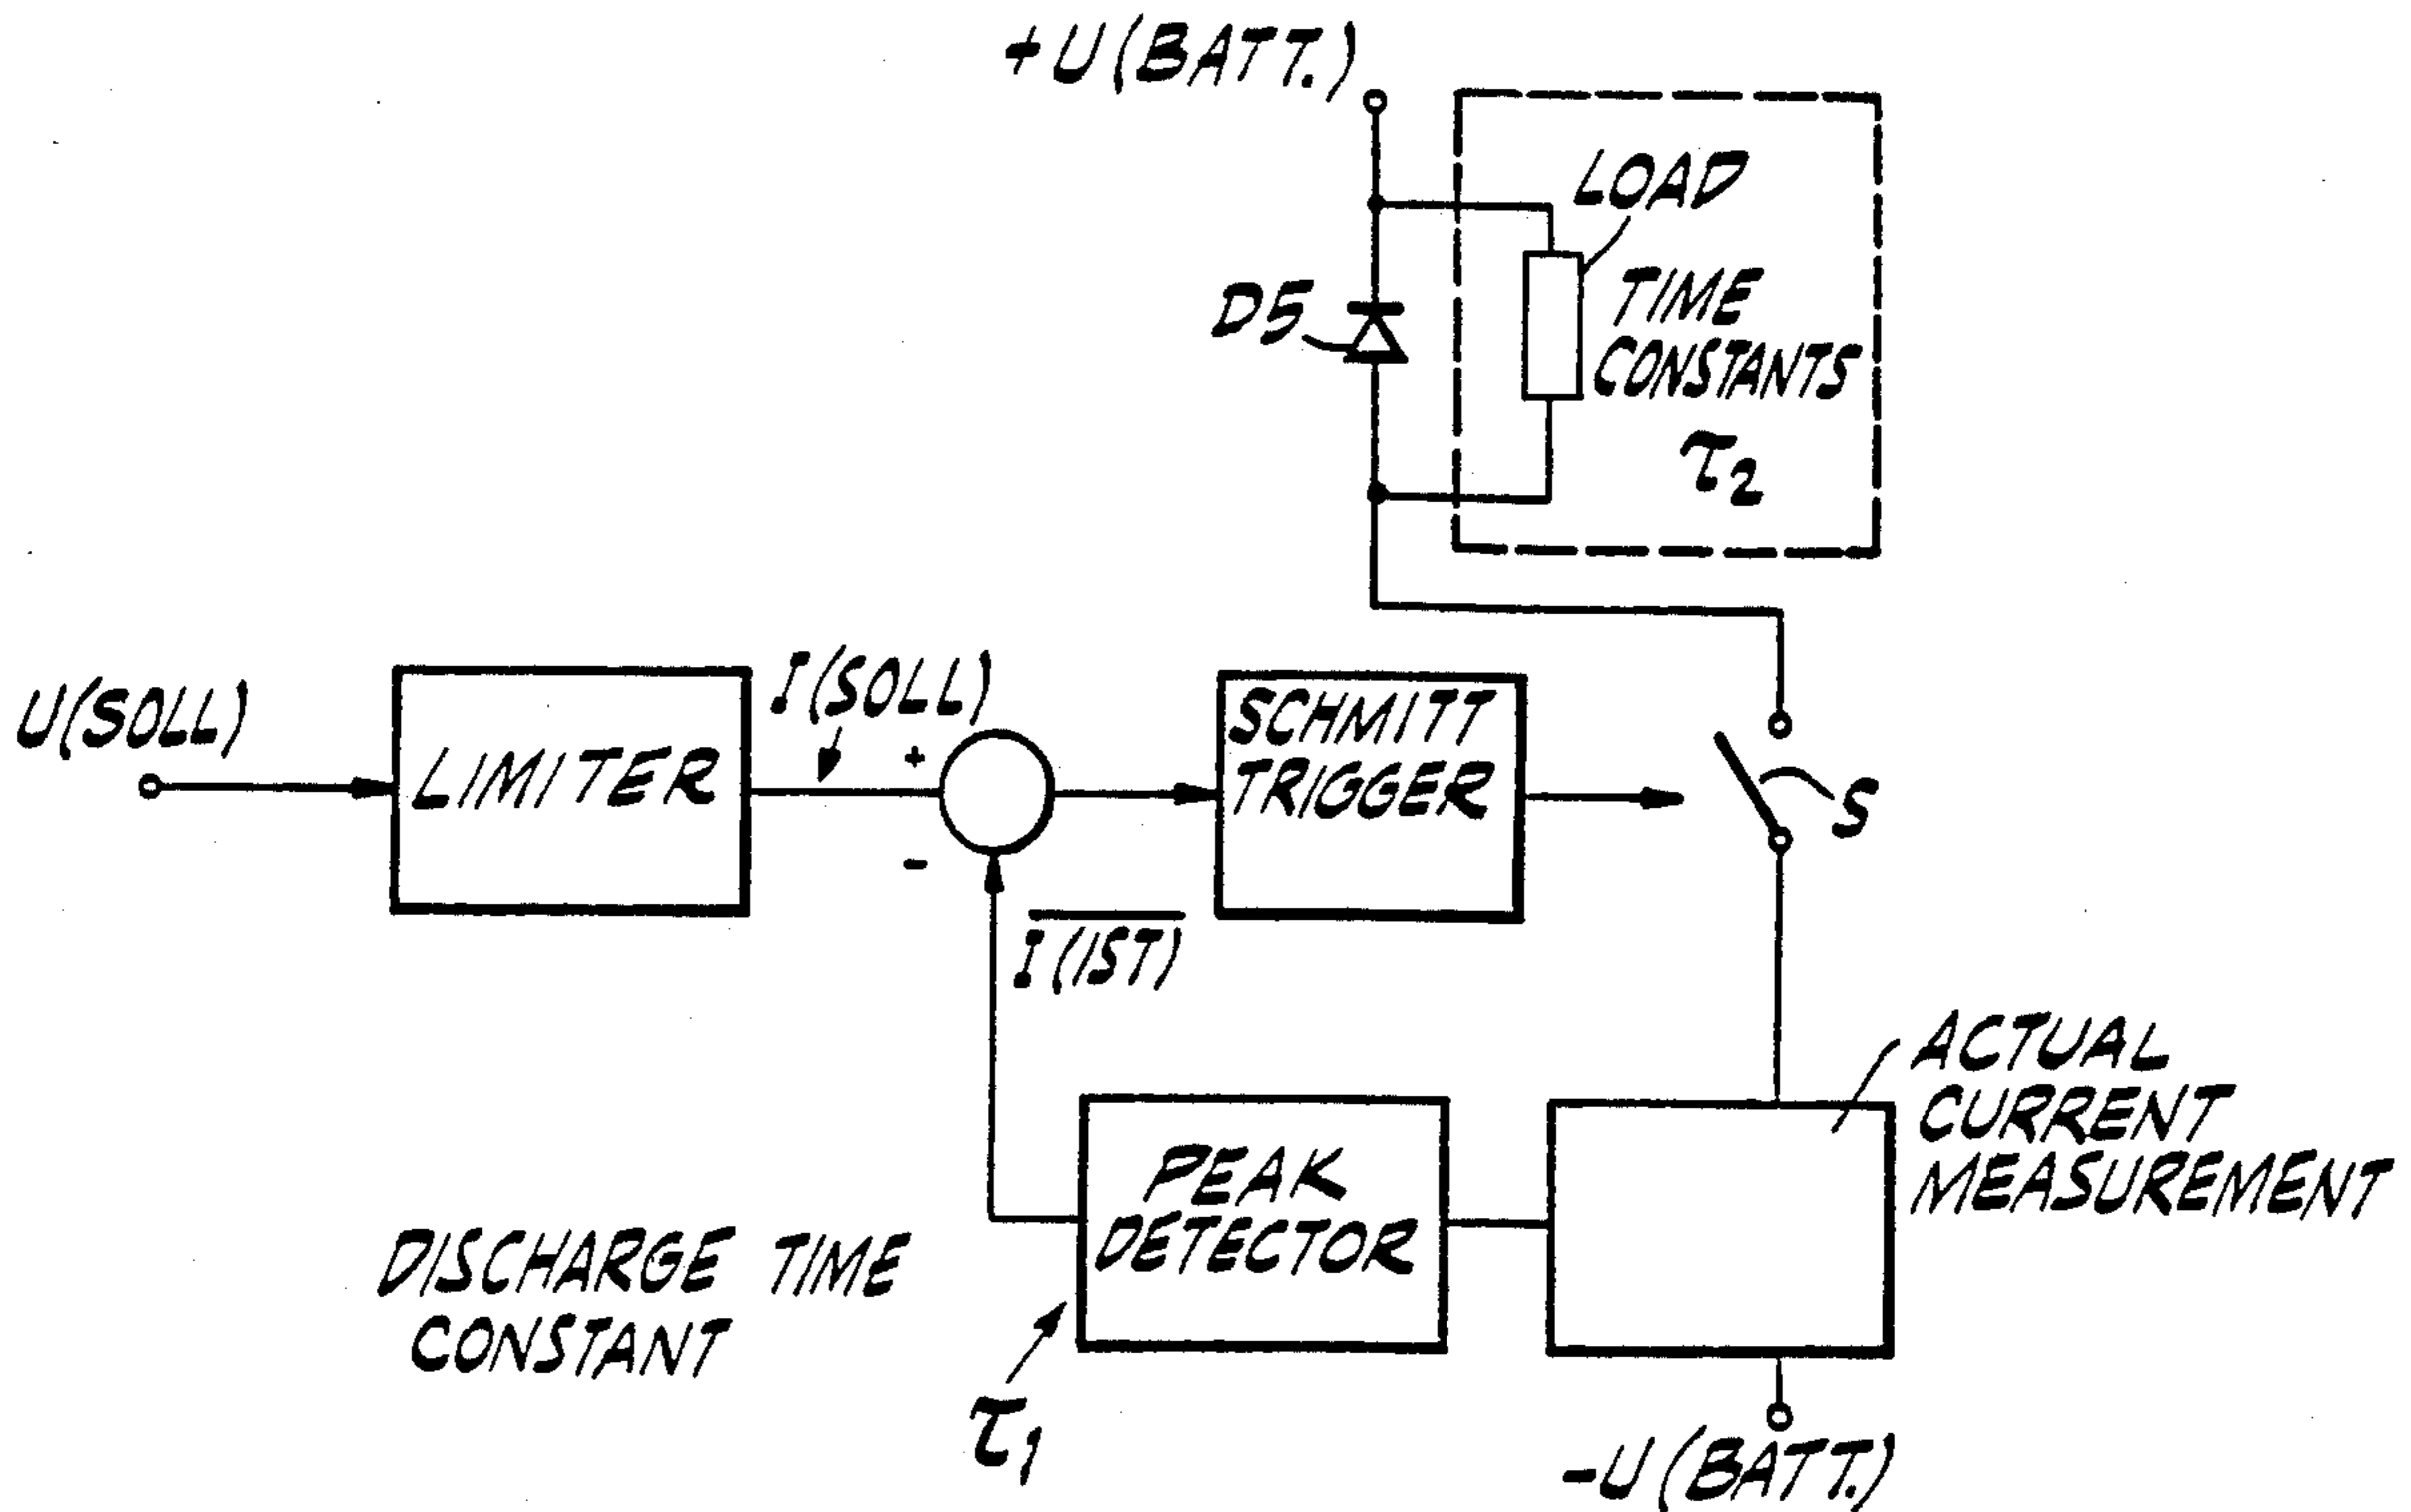 +U(BATT.)
LOAD
D5
TIME
CONSTANTS
τ2
U(SOLL)
LIMITER
I(SOLL)
+
-
SCHMITT
TRIGGER
S
I(IST)
ACTUAL
CURRENT
MEASUREMENT
PEAK
DETECTOR
DISCHARGE TIME
CONSTANT
τ1
-U(BATT.)